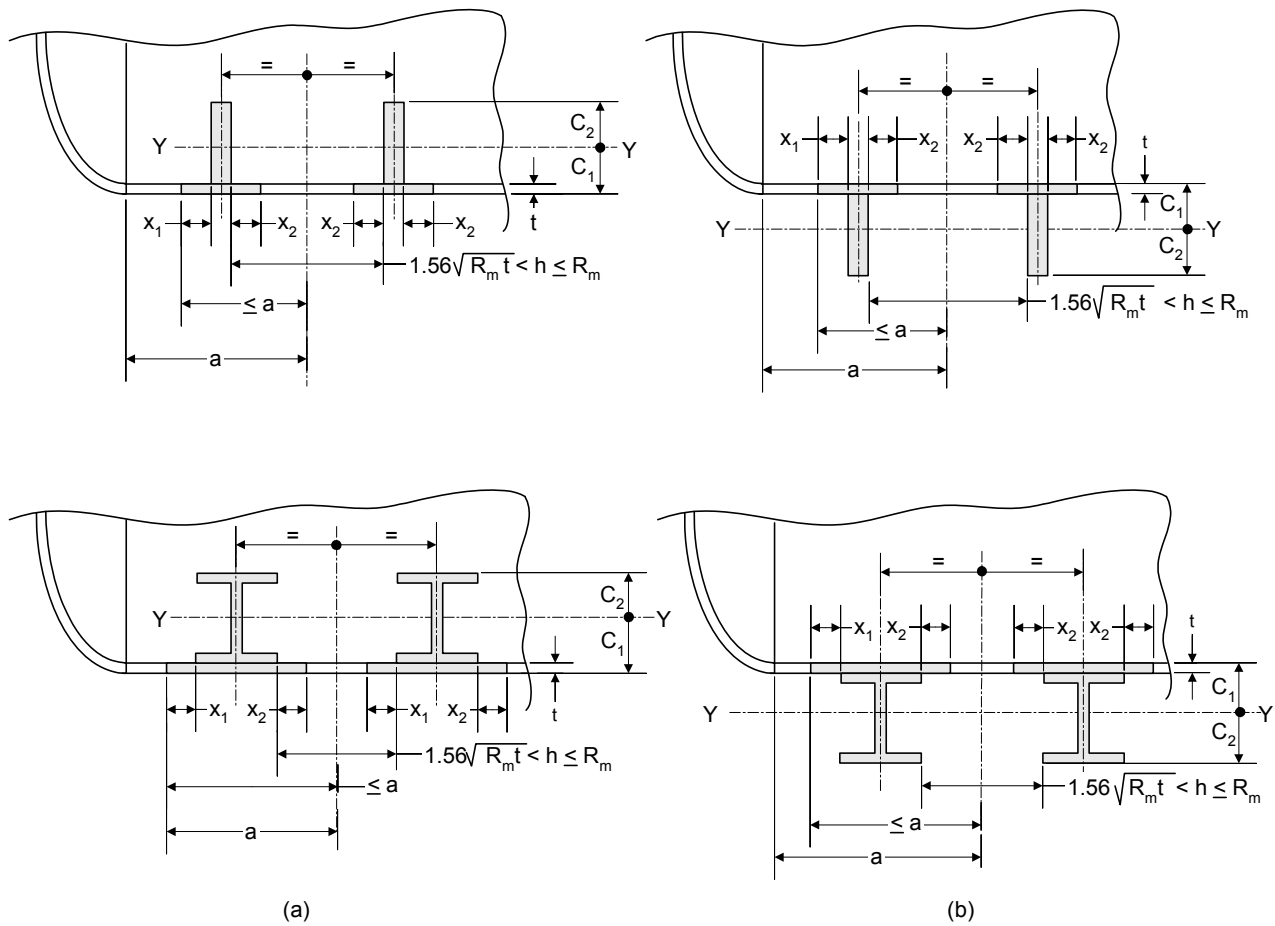 = =
C2
Y Y
C1
x1 x2 x2 x2
t
1.56√Rm t < h ≤ Rm
≤ a
a
= =
x1 x2 x2 x2
t
C1
Y Y
C2
1.56√Rm t < h ≤ Rm
≤ a
a
= =
C2
Y Y
C1
x1 x2 x1 x2
t
1.56√Rm t < h ≤ Rm
≤ a
a
(a)
= =
x1 x2 x2 x2
t
C1
Y Y
C2
1.56√Rm t < h ≤ Rm
≤ a
a
(b)